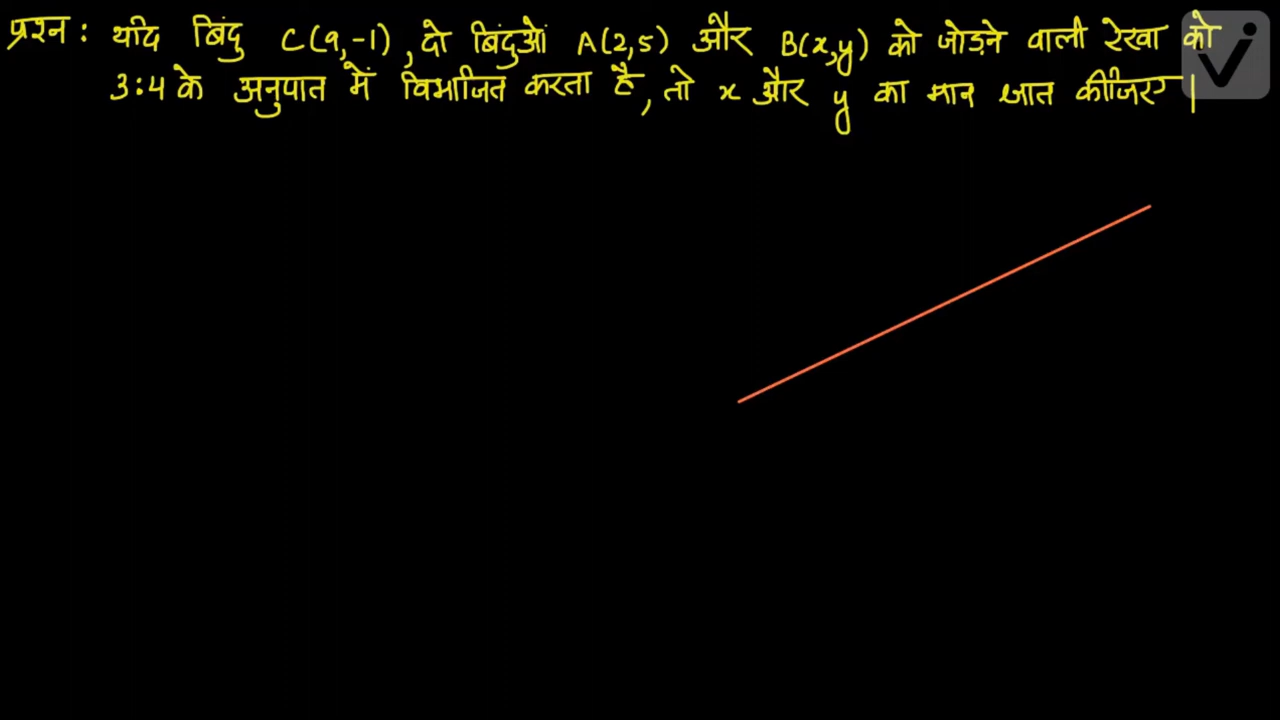 प्रश्न : यदि बिंदु C(9,-1), दो बिंदुओं A(2,5) और B(x,y) को जोड़ने वाली रेखा को
3:4 के अनुपात में विभाजित करता है, तो x और y का मान ज्ञात कीजिए |